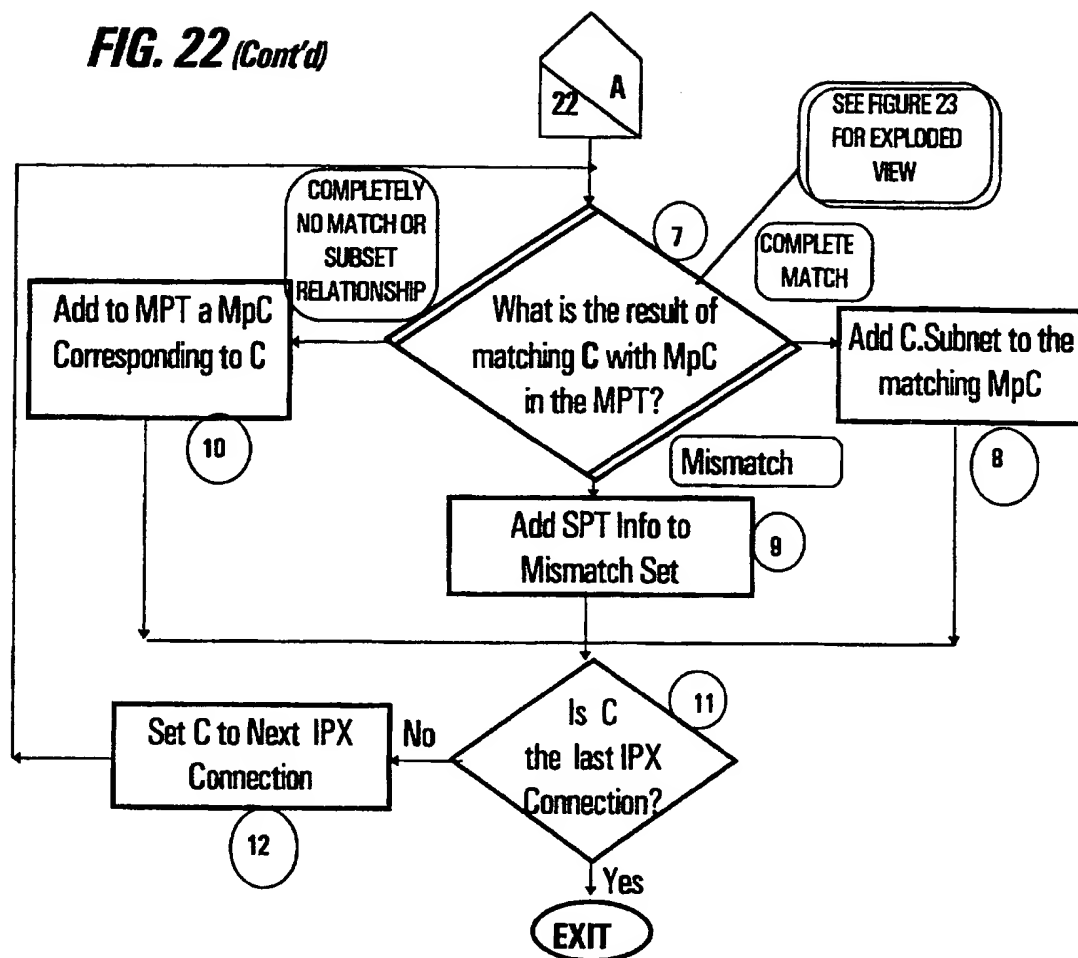 FIG. 22 (Cont'd)
22
A
SEE FIGURE 23
FOR EXPLODED
VIEW
COMPLETELY
NO MATCH OR
SUBSET
RELATIONSHIP
7
COMPLETE
MATCH
Add to MPT a MpC
Corresponding to C
10
What is the result of
matching C with MpC
in the MPT?
Add C.Subnet to the
matching MpC
8
Mismatch
Add SPT Info to
Mismatch Set
9
Is C
the last IPX
Connection?
11
No
Set C to Next IPX
Connection
12
Yes
EXIT